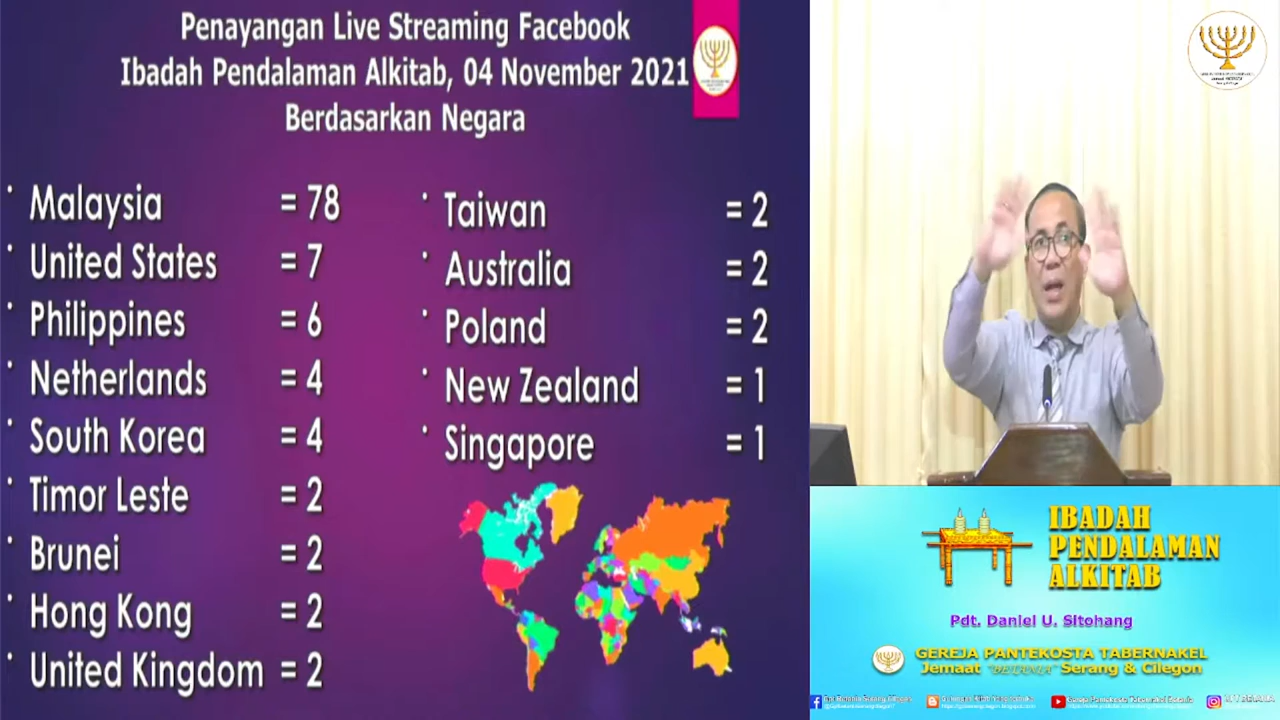 Penayangan Live Streaming Facebook
Ibadah Pendalaman Alkitab, 04 November 2021
Berdasarkan Negara
Malaysia = 78
United States = 7
Philippines = 6
Netherlands = 4
South Korea = 4
Timor Leste = 2
Brunei = 2
Hong Kong = 2
United Kingdom = 2
Taiwan = 2
Australia = 2
Poland = 2
New Zealand = 1
Singapore = 1
IBADAH
PENDALAMAN
ALKITAB
Pdt. Daniel U. Sitohang
GEREJA PANTEKOSTA TABERNAKEL
Jemaat "BETANIA" Serang & Cilegon